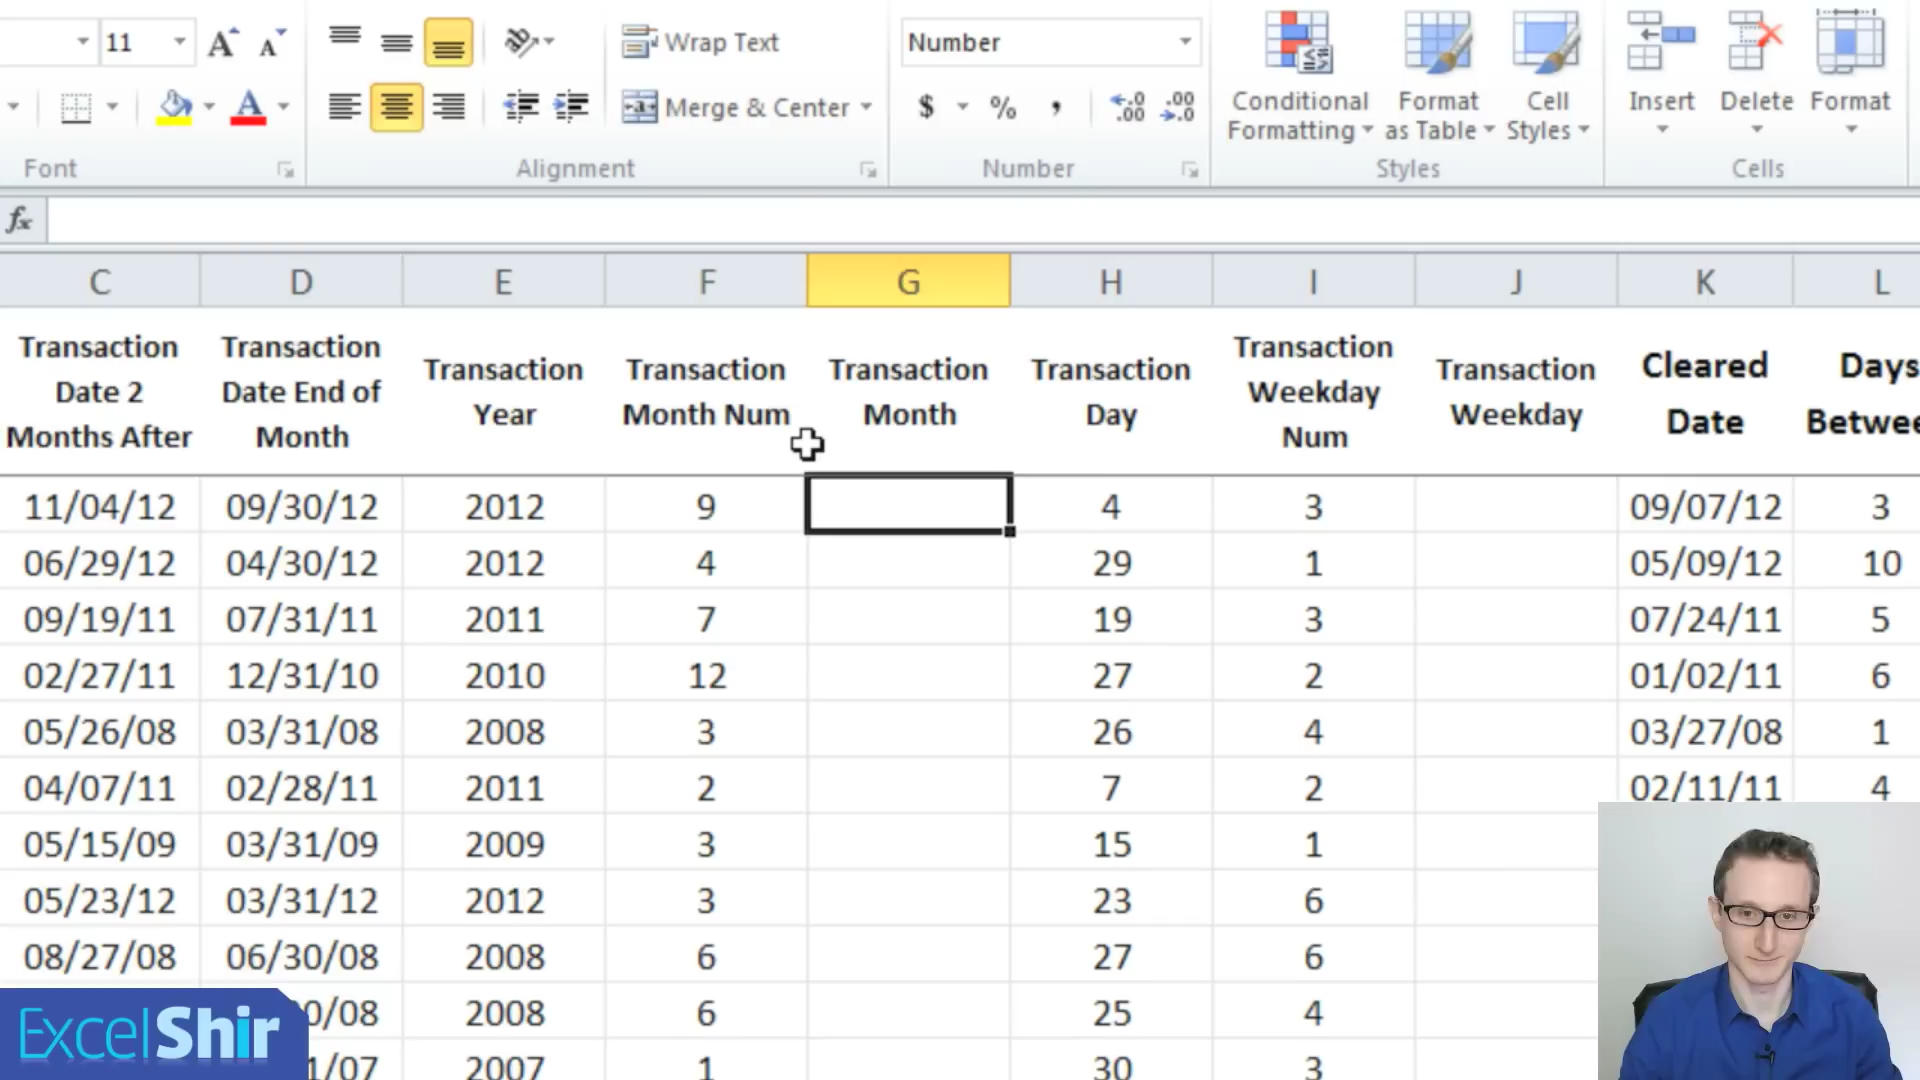 11 A A
Wrap Text
Number
Merge & Center
$ % , .0 .00 .00 .0
Conditional Formatting
Format as Table
Cell Styles
Insert
Delete
Format
Font
Alignment
Number
Styles
Cells
fx
C D E F G H I J K L
Transaction Date 2 Months After
Transaction Date End of Month
Transaction Year
Transaction Month Num
Transaction Month
Transaction Day
Transaction Weekday Num
Transaction Weekday
Cleared Date
Days
11/04/12 09/30/12 2012 9 4 3 09/07/12 3
06/29/12 04/30/12 2012 4 29 1 05/09/12 10
09/19/11 07/31/11 2011 7 19 3 07/24/11 5
02/27/11 12/31/10 2010 12 27 2 01/02/11 6
05/26/08 03/31/08 2008 3 26 4 03/27/08 1
04/07/11 02/28/11 2011 2 7 2 02/11/11 4
05/15/09 03/31/09 2009 3 15 1
05/23/12 03/31/12 2012 3 23 6
08/27/08 06/30/08 2008 6 27 6
0/08 2008 6 25 4
1/07 2007 1 30 3
ExcelShir